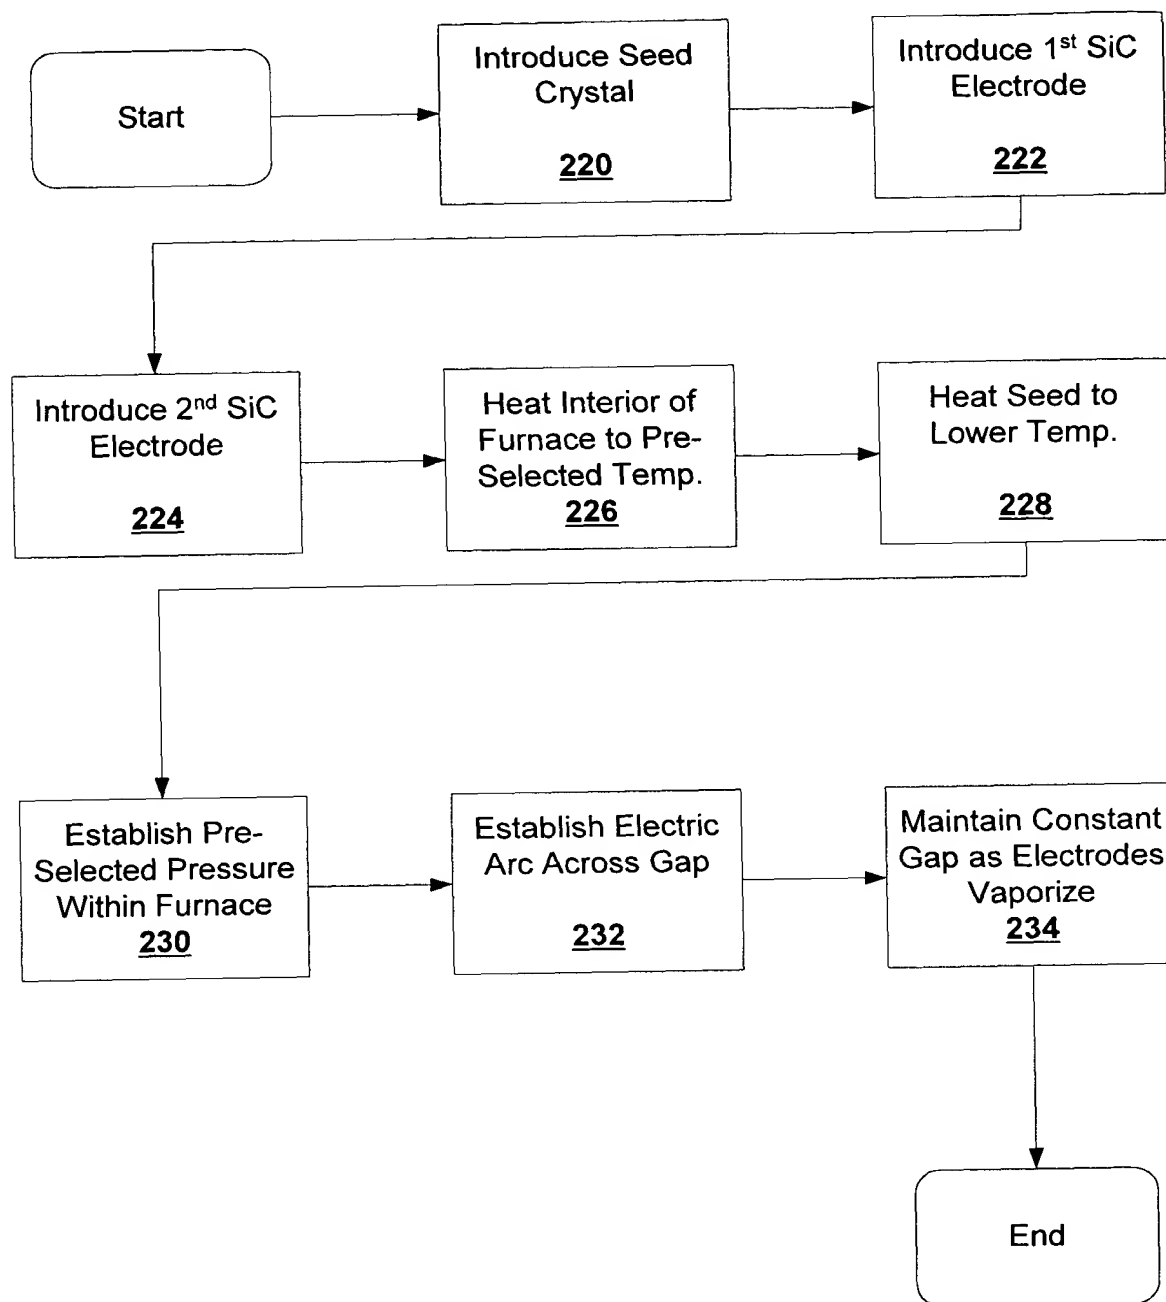 Start
Introduce Seed
Crystal
220
Introduce 1st SiC
Electrode
222
Introduce 2nd SiC
Electrode
224
Heat Interior of
Furnace to Pre-
Selected Temp.
226
Heat Seed to
Lower Temp.
228
Establish Pre-
Selected Pressure
Within Furnace
230
Establish Electric
Arc Across Gap
232
Maintain Constant
Gap as Electrodes
Vaporize
234
End